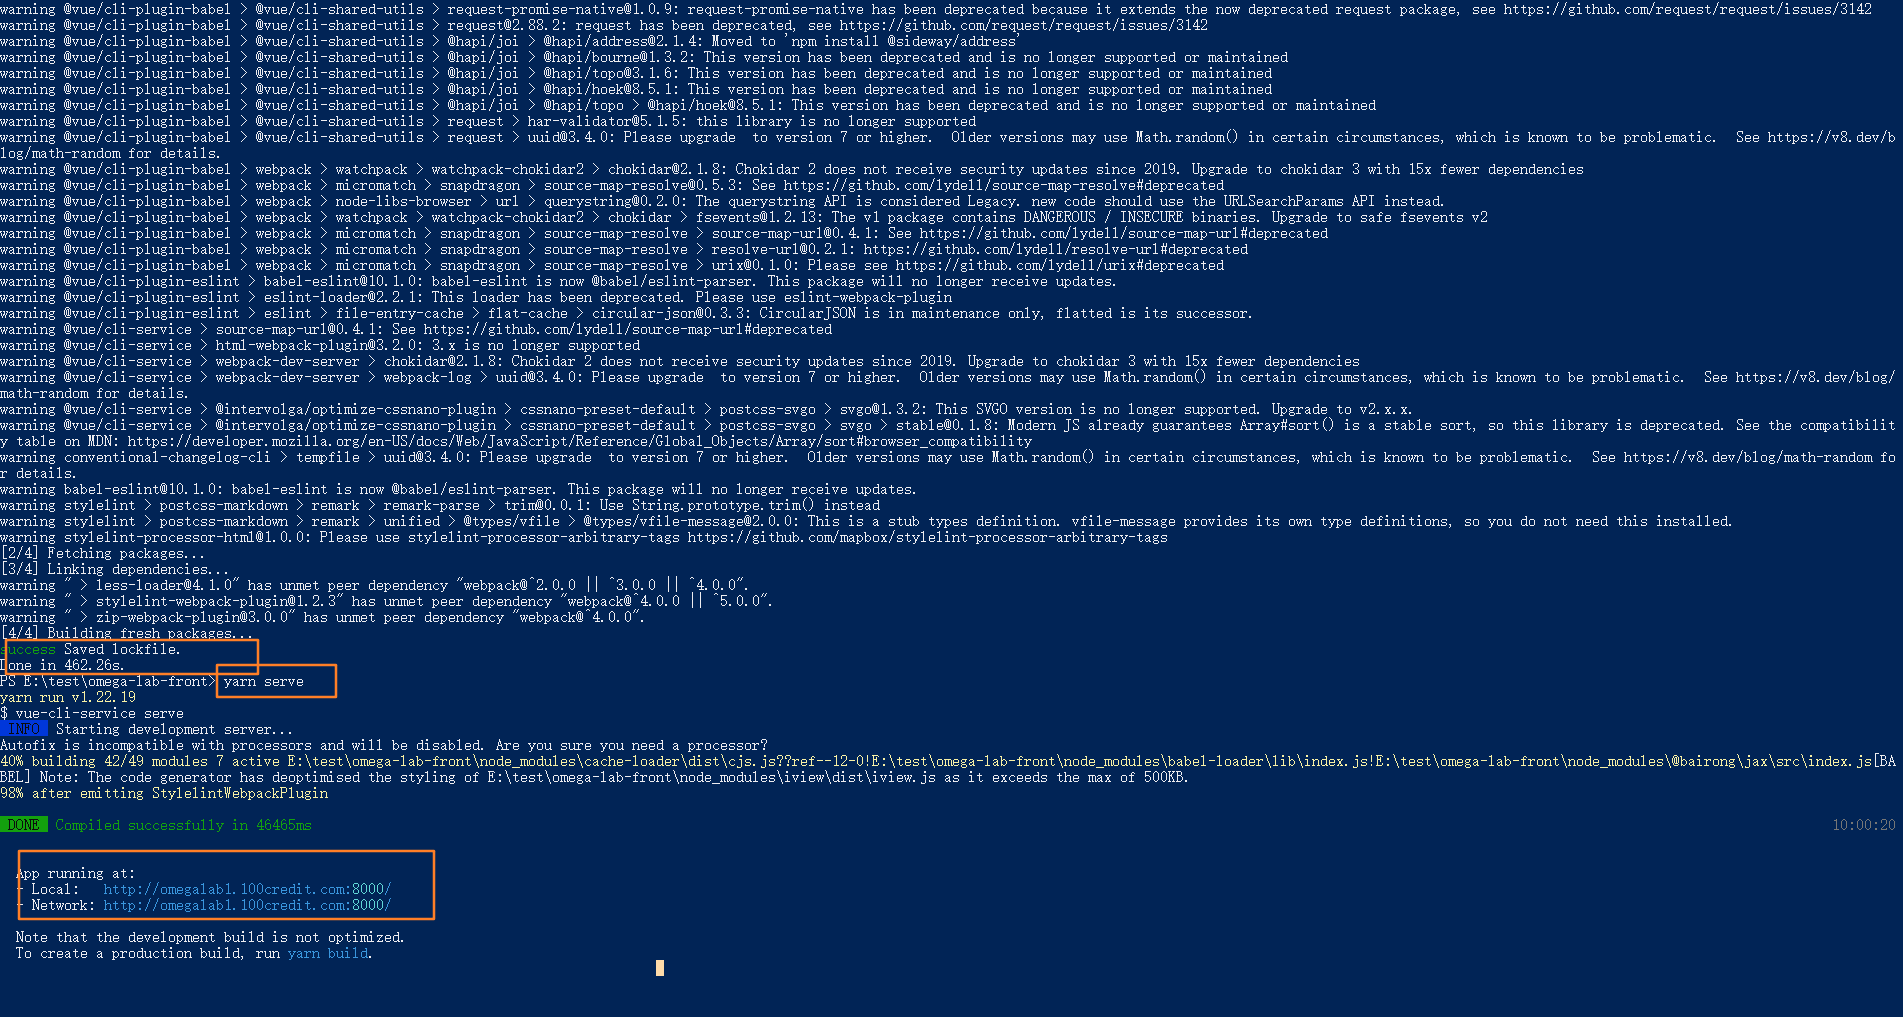 warning @vue/cli-plugin-babel > @vue/cli-shared-utils > request-promise-native@1.0.9: request-promise-native has been deprecated because it extends the now deprecated request package, see https://github.com/request/request/issues/3142
warning @vue/cli-plugin-babel > @vue/cli-shared-utils > request@2.88.2: request has been deprecated, see https://github.com/request/request/issues/3142
warning @vue/cli-plugin-babel > @vue/cli-shared-utils > @hapi/joi > @hapi/address@2.1.4: Moved to 'npm install @sideway/address'
warning @vue/cli-plugin-babel > @vue/cli-shared-utils > @hapi/joi > @hapi/bourne@1.3.2: This version has been deprecated and is no longer supported or maintained
warning @vue/cli-plugin-babel > @vue/cli-shared-utils > @hapi/joi > @hapi/topo@3.1.6: This version has been deprecated and is no longer supported or maintained
warning @vue/cli-plugin-babel > @vue/cli-shared-utils > @hapi/joi > @hapi/hoek@8.5.1: This version has been deprecated and is no longer supported or maintained
warning @vue/cli-plugin-babel > @vue/cli-shared-utils > @hapi/joi > @hapi/topo > @hapi/hoek@8.5.1: This version has been deprecated and is no longer supported or maintained
warning @vue/cli-plugin-babel > @vue/cli-shared-utils > request > har-validator@5.1.5: this library is no longer supported
warning @vue/cli-plugin-babel > @vue/cli-shared-utils > request > uuid@3.4.0: Please upgrade  to version 7 or higher.  Older versions may use Math.random() in certain circumstances, which is known to be problematic.  See https://v8.dev/b
log/math-random for details.
warning @vue/cli-plugin-babel > webpack > watchpack > watchpack-chokidar2 > chokidar@2.1.8: Chokidar 2 does not receive security updates since 2019. Upgrade to chokidar 3 with 15x fewer dependencies
warning @vue/cli-plugin-babel > webpack > micromatch > snapdragon > source-map-resolve@0.5.3: See https://github.com/lydell/source-map-resolve#deprecated
warning @vue/cli-plugin-babel > webpack > node-libs-browser > url > querystring@0.2.0: The querystring API is considered Legacy. new code should use the URLSearchParams API instead.
warning @vue/cli-plugin-babel > webpack > watchpack > watchpack-chokidar2 > chokidar > fsevents@1.2.13: The v1 package contains DANGEROUS / INSECURE binaries. Upgrade to safe fsevents v2
warning @vue/cli-plugin-babel > webpack > micromatch > snapdragon > source-map-resolve > source-map-url@0.4.1: See https://github.com/lydell/source-map-url#deprecated
warning @vue/cli-plugin-babel > webpack > micromatch > snapdragon > source-map-resolve > resolve-url@0.2.1: https://github.com/lydell/resolve-url#deprecated
warning @vue/cli-plugin-babel > webpack > micromatch > snapdragon > source-map-resolve > urix@0.1.0: Please see https://github.com/lydell/urix#deprecated
warning @vue/cli-plugin-eslint > babel-eslint@10.1.0: babel-eslint is now @babel/eslint-parser. This package will no longer receive updates.
warning @vue/cli-plugin-eslint > eslint-loader@2.2.1: This loader has been deprecated. Please use eslint-webpack-plugin
warning @vue/cli-plugin-eslint > eslint > file-entry-cache > flat-cache > circular-json@0.3.3: CircularJSON is in maintenance only, flatted is its successor.
warning @vue/cli-service > source-map-url@0.4.1: See https://github.com/lydell/source-map-url#deprecated
warning @vue/cli-service > html-webpack-plugin@3.2.0: 3.x is no longer supported
warning @vue/cli-service > webpack-dev-server > chokidar@2.1.8: Chokidar 2 does not receive security updates since 2019. Upgrade to chokidar 3 with 15x fewer dependencies
warning @vue/cli-service > webpack-dev-server > webpack-log > uuid@3.4.0: Please upgrade  to version 7 or higher.  Older versions may use Math.random() in certain circumstances, which is known to be problematic.  See https://v8.dev/blog/
math-random for details.
warning @vue/cli-service > @intervolga/optimize-cssnano-plugin > cssnano-preset-default > postcss-svgo > svgo@1.3.2: This SVGO version is no longer supported. Upgrade to v2.x.x.
warning @vue/cli-service > @intervolga/optimize-cssnano-plugin > cssnano-preset-default > postcss-svgo > svgo > stable@0.1.8: Modern JS already guarantees Array#sort() is a stable sort, so this library is deprecated. See the compatibilit
y table on MDN: https://developer.mozilla.org/en-US/docs/Web/JavaScript/Reference/Global_Objects/Array/sort#browser_compatibility
warning conventional-changelog-cli > tempfile > uuid@3.4.0: Please upgrade  to version 7 or higher.  Older versions may use Math.random() in certain circumstances, which is known to be problematic.  See https://v8.dev/blog/math-random fo
r details.
warning babel-eslint@10.1.0: babel-eslint is now @babel/eslint-parser. This package will no longer receive updates.
warning stylelint > postcss-markdown > remark > remark-parse > trim@0.0.1: Use String.prototype.trim() instead
warning stylelint > postcss-markdown > remark > unified > @types/vfile > @types/vfile-message@2.0.0: This is a stub types definition. vfile-message provides its own type definitions, so you do not need this installed.
warning stylelint-processor-html@1.0.0: Please use stylelint-processor-arbitrary-tags https://github.com/mapbox/stylelint-processor-arbitrary-tags
[2/4] Fetching packages...
[3/4] Linking dependencies...
warning " > less-loader@4.1.0" has unmet peer dependency "webpack@^2.0.0 || ^3.0.0 || ^4.0.0".
warning " > stylelint-webpack-plugin@1.2.3" has unmet peer dependency "webpack@^4.0.0 || ^5.0.0".
warning " > zip-webpack-plugin@3.0.0" has unmet peer dependency "webpack@^4.0.0".
[4/4] Building fresh packages...
success Saved lockfile.
Done in 462.26s.
PS E:\test\omega-lab-front> yarn serve
yarn run v1.22.19
$ vue-cli-service serve
INFO  Starting development server...
Autofix is incompatible with processors and will be disabled. Are you sure you need a processor?
40% building 42/49 modules 7 active E:\test\omega-lab-front\node_modules\cache-loader\dist\cjs.js??ref--12-0!E:\test\omega-lab-front\node_modules\babel-loader\lib\index.js!E:\test\omega-lab-front\node_modules\@bairong\jax\src\index.js[BA
BEL] Note: The code generator has deoptimised the styling of E:\test\omega-lab-front\node_modules\iview\dist\iview.js as it exceeds the max of 500KB.
98% after emitting StylelintWebpackPlugin
DONE  Compiled successfully in 46465ms 10:00:20
App running at:
- Local:   http://omegalab1.100credit.com:8000/
- Network: http://omegalab1.100credit.com:8000/
Note that the development build is not optimized.
To create a production build, run yarn build.